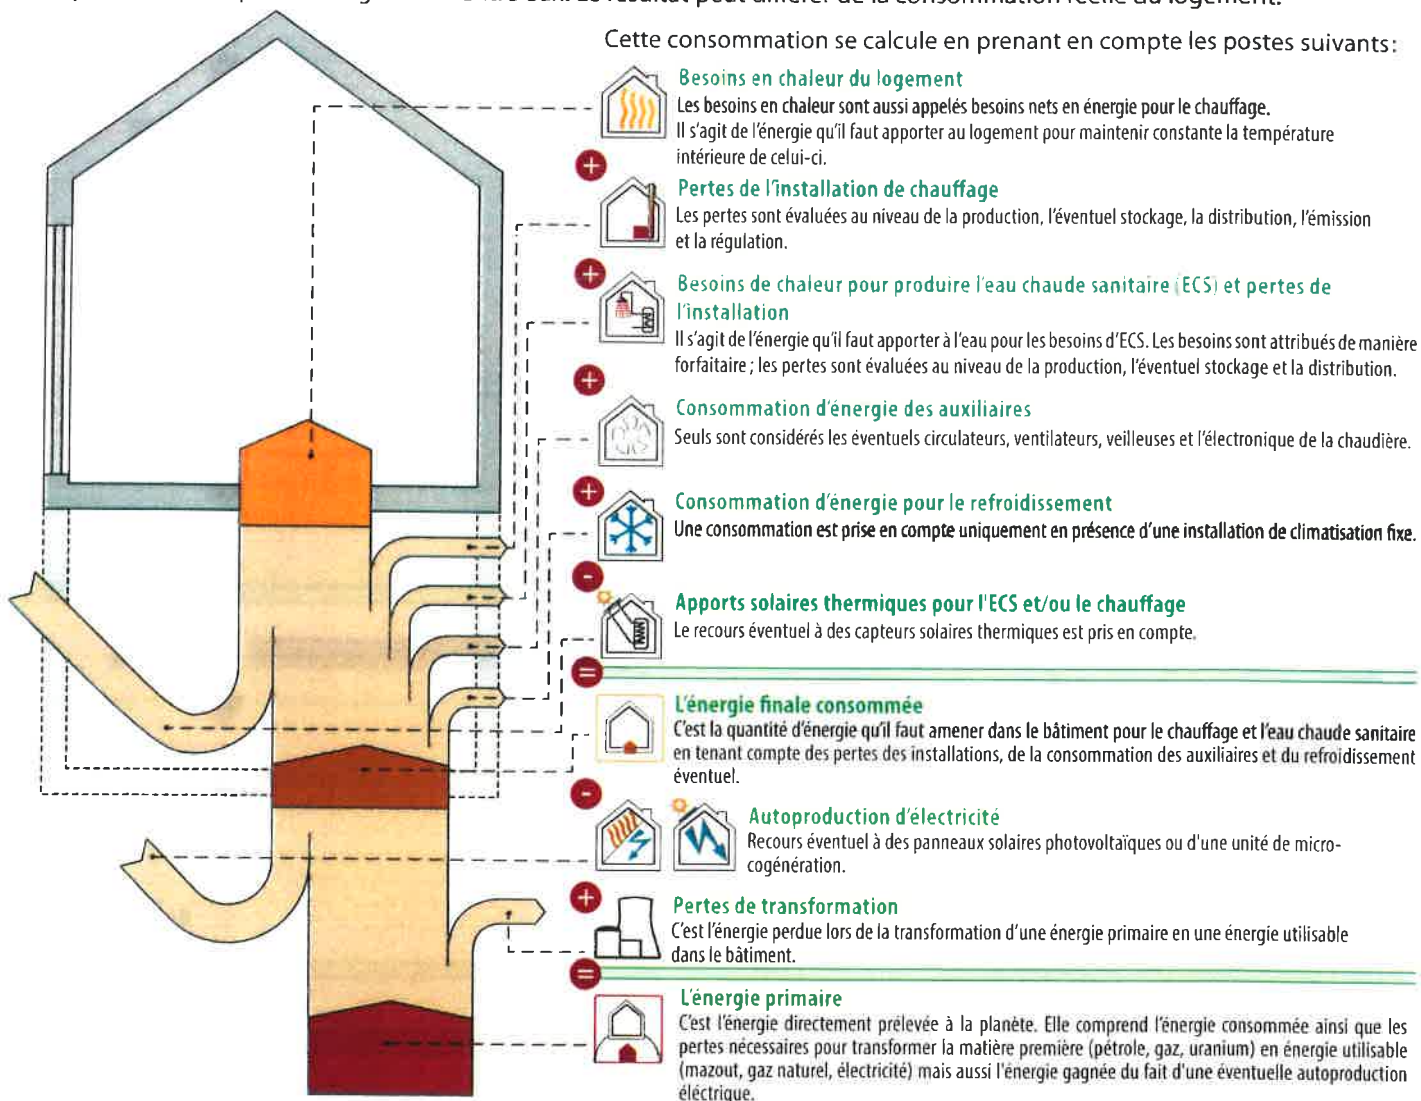 Le résultat peut différer de la consommation réelle du logement.
Cette consommation se calcule en prenant en compte les postes suivants :
Besoins en chaleur du logement
Les besoins en chaleur sont aussi appelés besoins nets en énergie pour le chauffage.
Il s'agit de l'énergie qu'il faut apporter au logement pour maintenir constante la température
intérieure de celui-ci.
+
Pertes de l'installation de chauffage
Les pertes sont évaluées au niveau de la production, l'éventuel stockage, la distribution, l'émission
et la régulation.
+
Besoins de chaleur pour produire l'eau chaude sanitaire (ECS) et pertes de
l'installation
Il s'agit de l'énergie qu'il faut apporter à l'eau pour les besoins d'ECS. Les besoins sont attribués de manière
forfaitaire ; les pertes sont évaluées au niveau de la production, l'éventuel stockage et la distribution.
+
Consommation d'énergie des auxiliaires
Seuls sont considérés les éventuels circulateurs, ventilateurs, veilleuses et l'électronique de la chaudière.
+
Consommation d'énergie pour le refroidissement
Une consommation est prise en compte uniquement en présence d'une installation de climatisation fixe.
-
Apports solaires thermiques pour l'ECS et/ou le chauffage
Le recours éventuel à des capteurs solaires thermiques est pris en compte.
=
L'énergie finale consommée
C'est la quantité d'énergie qu'il faut amener dans le bâtiment pour le chauffage et l'eau chaude sanitaire
en tenant compte des pertes des installations, de la consommation des auxiliaires et du refroidissement
éventuel.
-
Autoproduction d'électricité
Recours éventuel à des panneaux solaires photovoltaïques ou d'une unité de micro-
cogénération.
+
Pertes de transformation
C'est l'énergie perdue lors de la transformation d'une énergie primaire en une énergie utilisable
dans le bâtiment.
=
L'énergie primaire
C'est l'énergie directement prélevée à la planète. Elle comprend l'énergie consommée ainsi que les
pertes nécessaires pour transformer la matière première (pétrole, gaz, uranium) en énergie utilisable
(mazout, gaz naturel, électricité) mais aussi l'énergie gagnée du fait d'une éventuelle autoproduction
éléctrique.